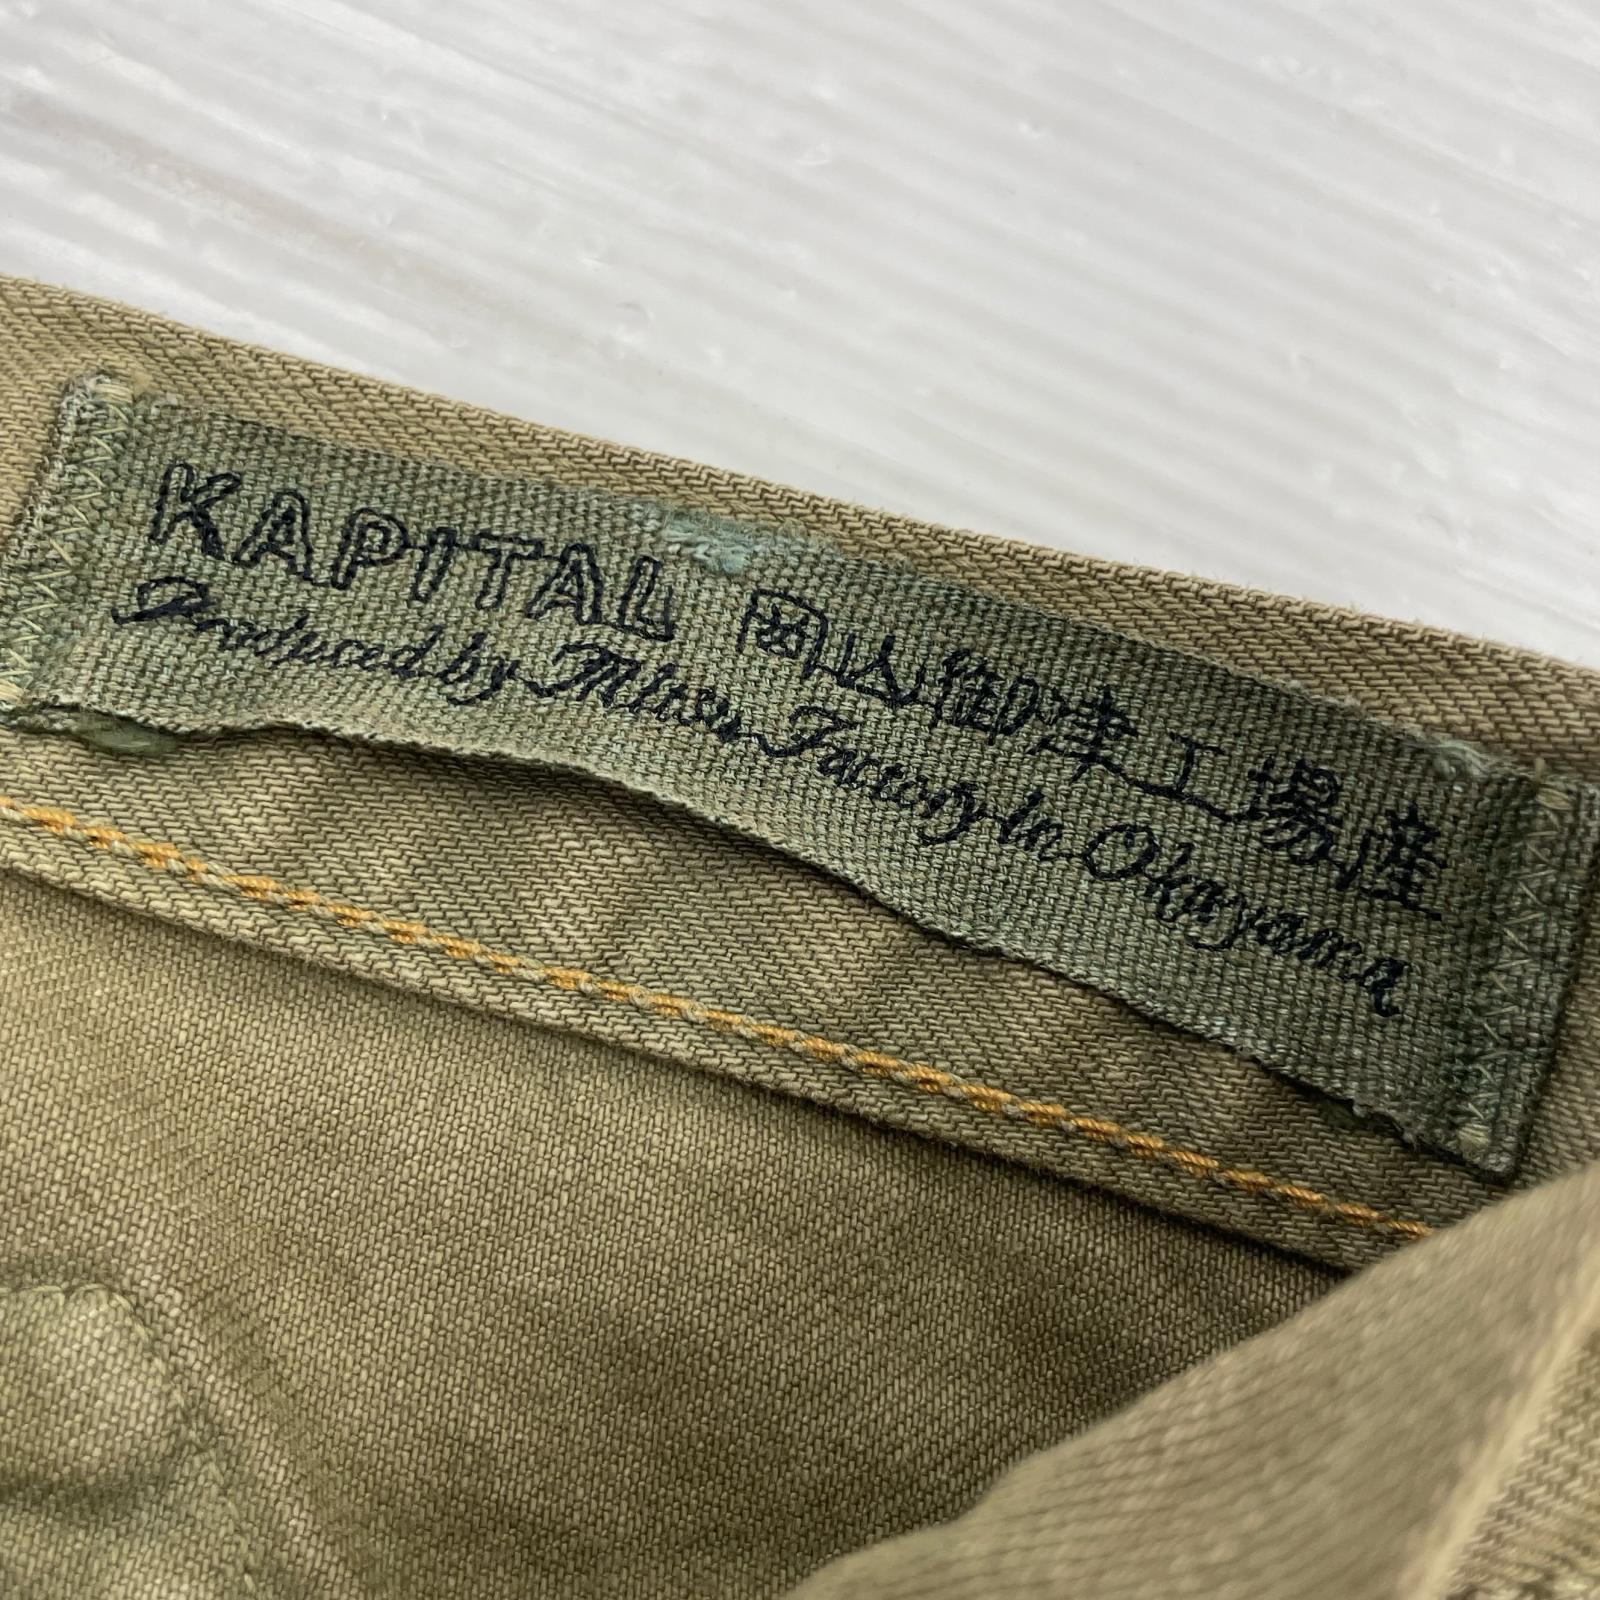 KAPITAL 岡山御津工場産
Produced by Mitsu Factory In Okayama